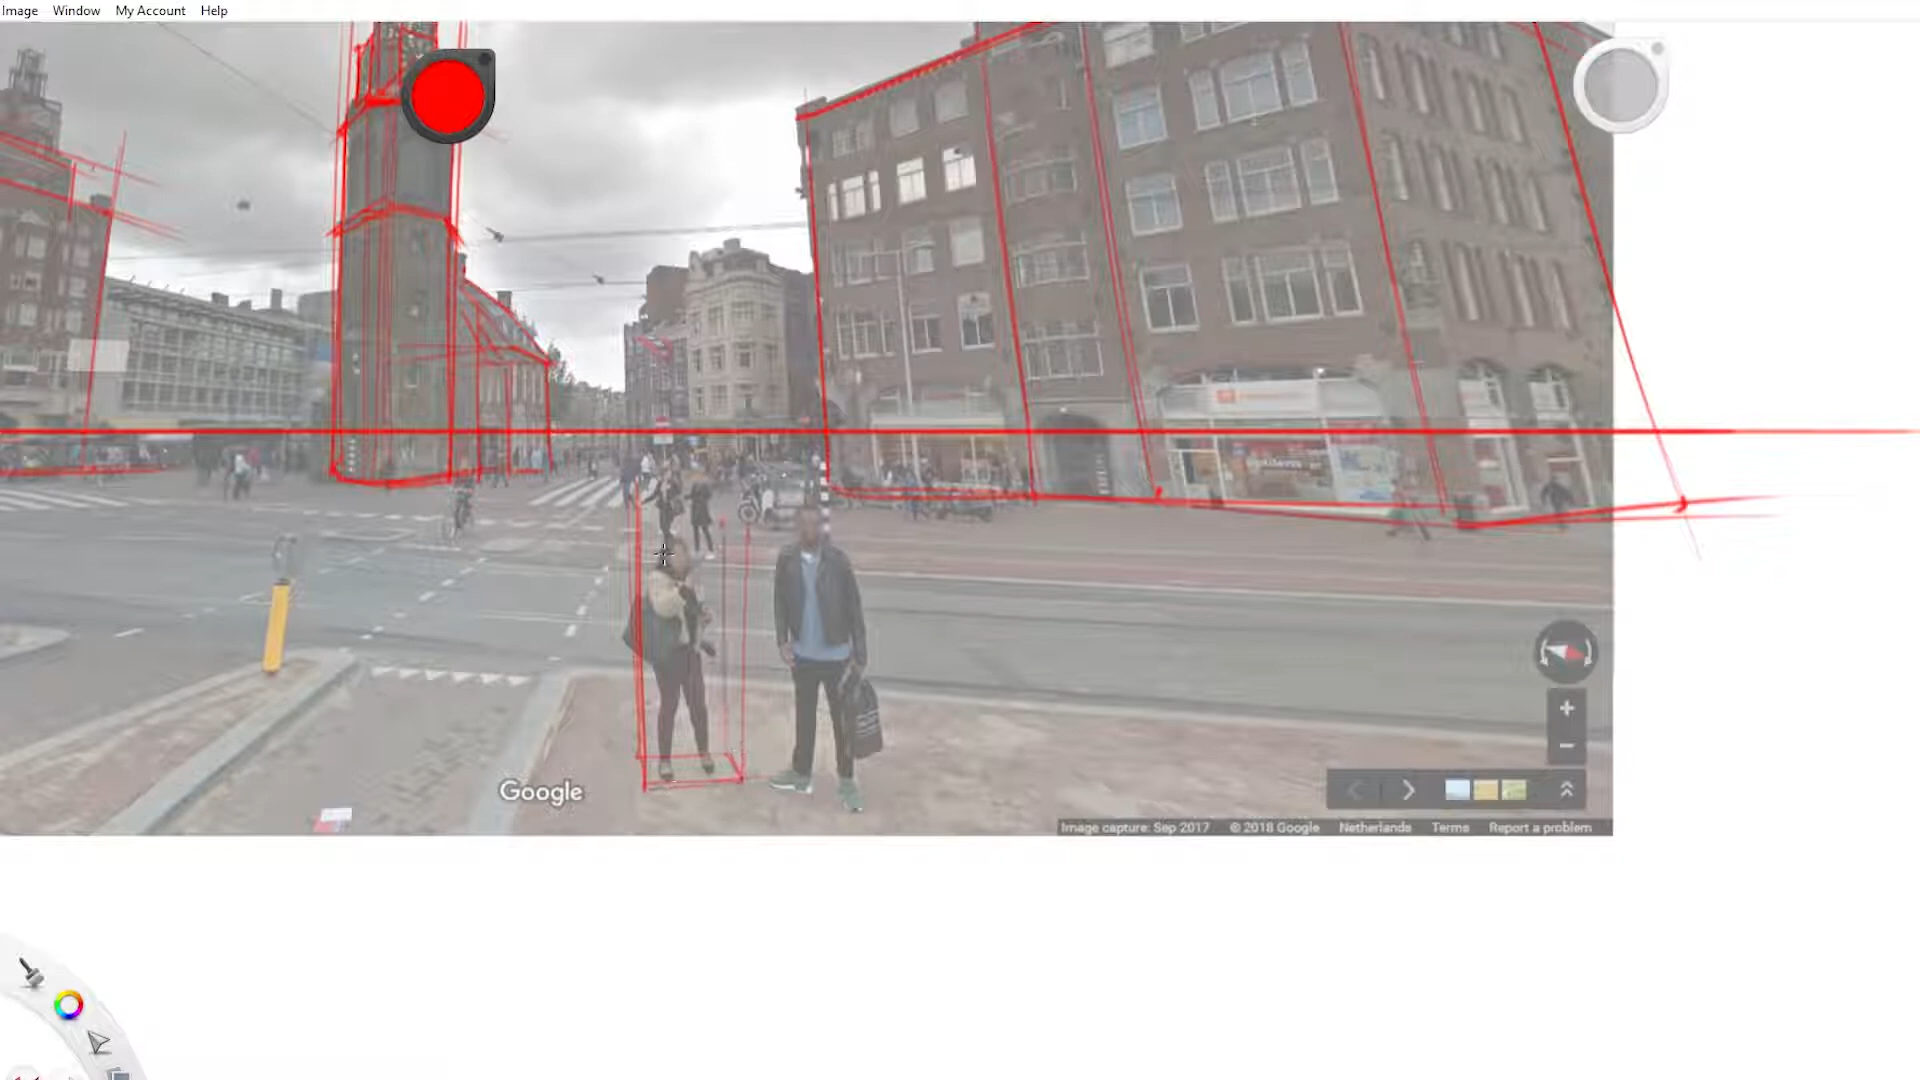 Image Window My Account Help
Google
Image capture: Sep 2017 © 2018 Google Netherlands Terms Report a problem